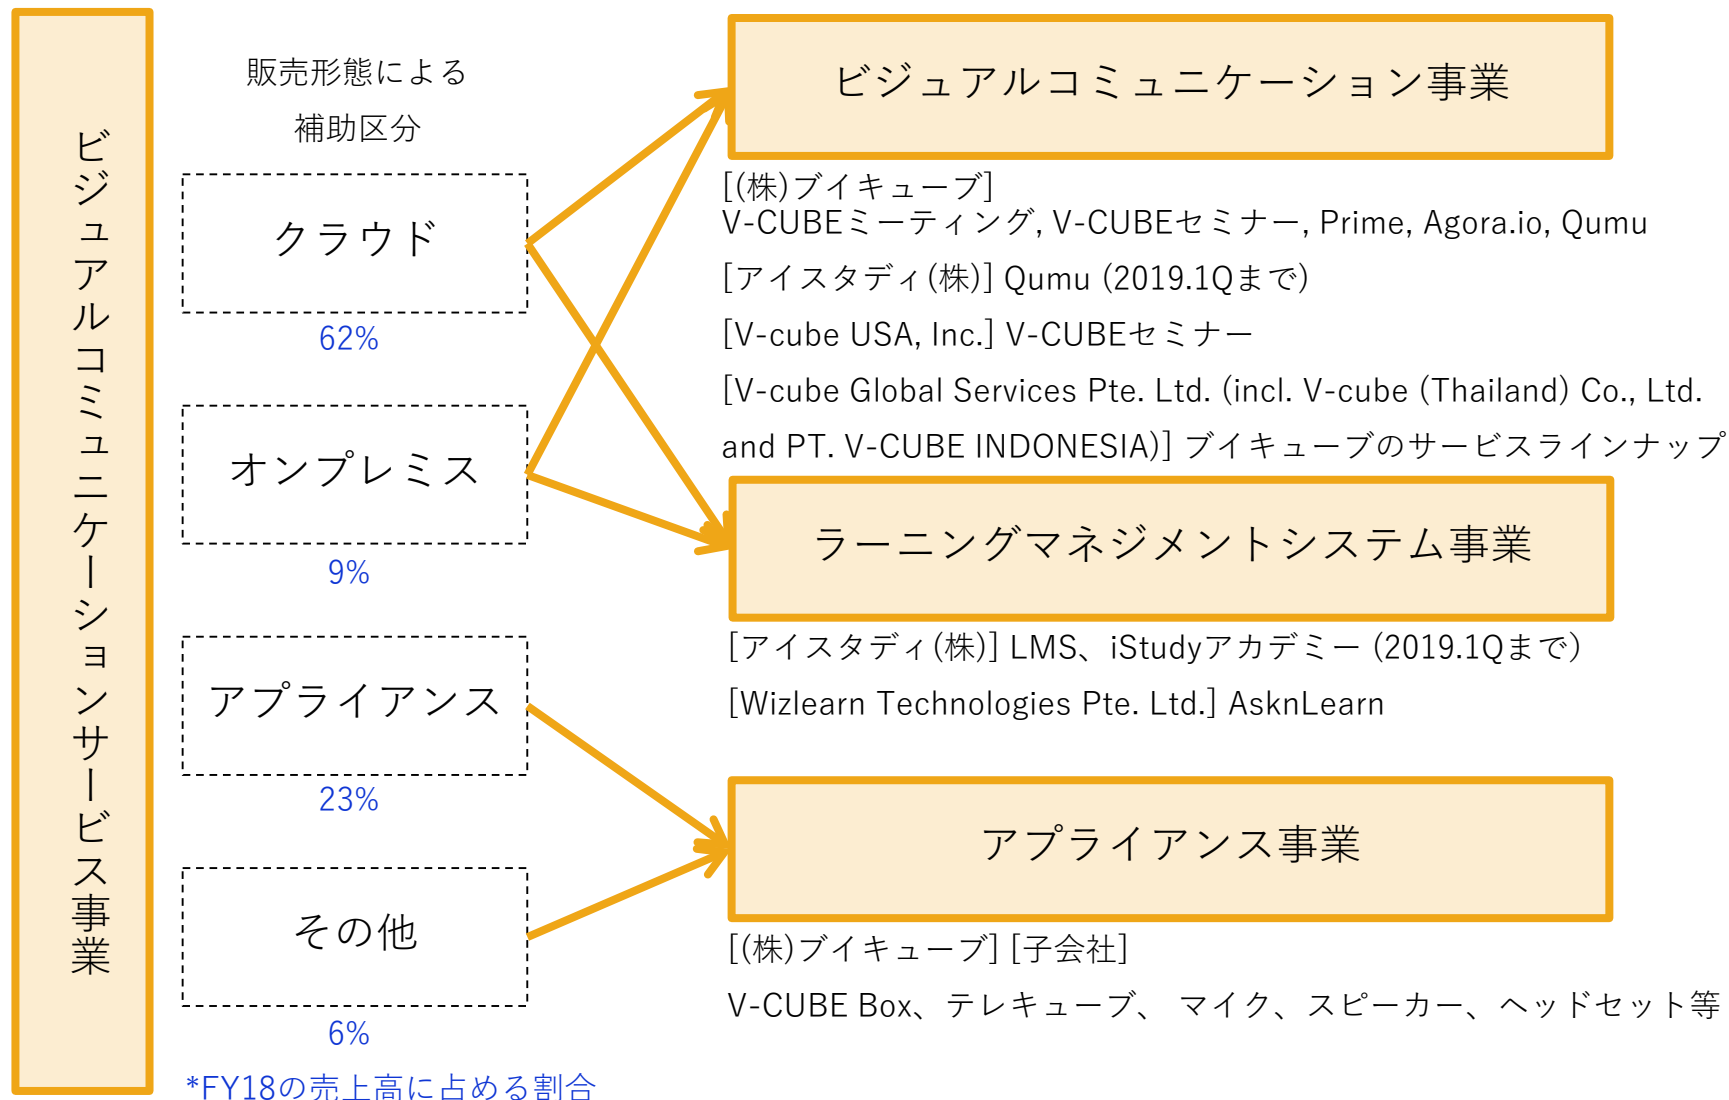 ビジュアルコミュニケーションサービス事業
販売形態による
補助区分
クラウド
62%
オンプレミス
9%
アプライアンス
23%
その他
6%
*FY18の売上高に占める割合
ビジュアルコミュニケーション事業
[(株)ブイキューブ]
V-CUBEミーティング, V-CUBEセミナー, Prime, Agora.io, Qumu
[アイスタディ(株)] Qumu (2019.1Qまで)
[V-cube USA, Inc.] V-CUBEセミナー
[V-cube Global Services Pte. Ltd. (incl. V-cube (Thailand) Co., Ltd.
and PT. V-CUBE INDONESIA)] ブイキューブのサービスラインナップ
ラーニングマネジメントシステム事業
[アイスタディ(株)] LMS、iStudyアカデミー (2019.1Qまで)
[Wizlearn Technologies Pte. Ltd.] AsknLearn
アプライアンス事業
[(株)ブイキューブ] [子会社]
V-CUBE Box、テレキューブ、 マイク、スピーカー、ヘッドセット等